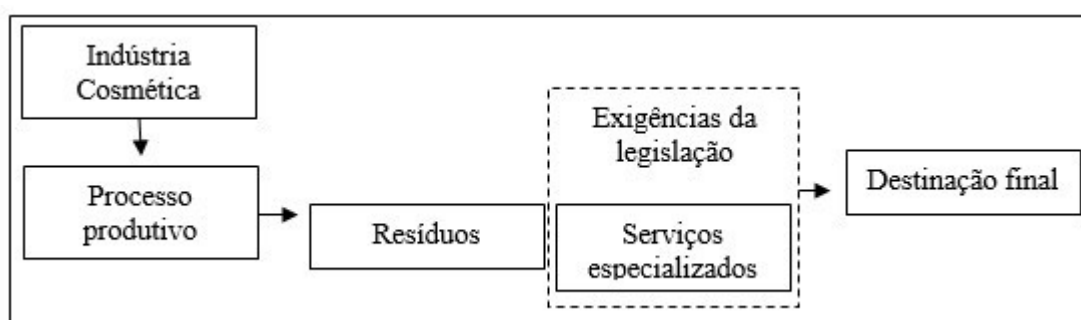 Indústria
Cosmética
Processo
produtivo
Resíduos
Exigências da
legislação
Serviços
especializados
Destinação final